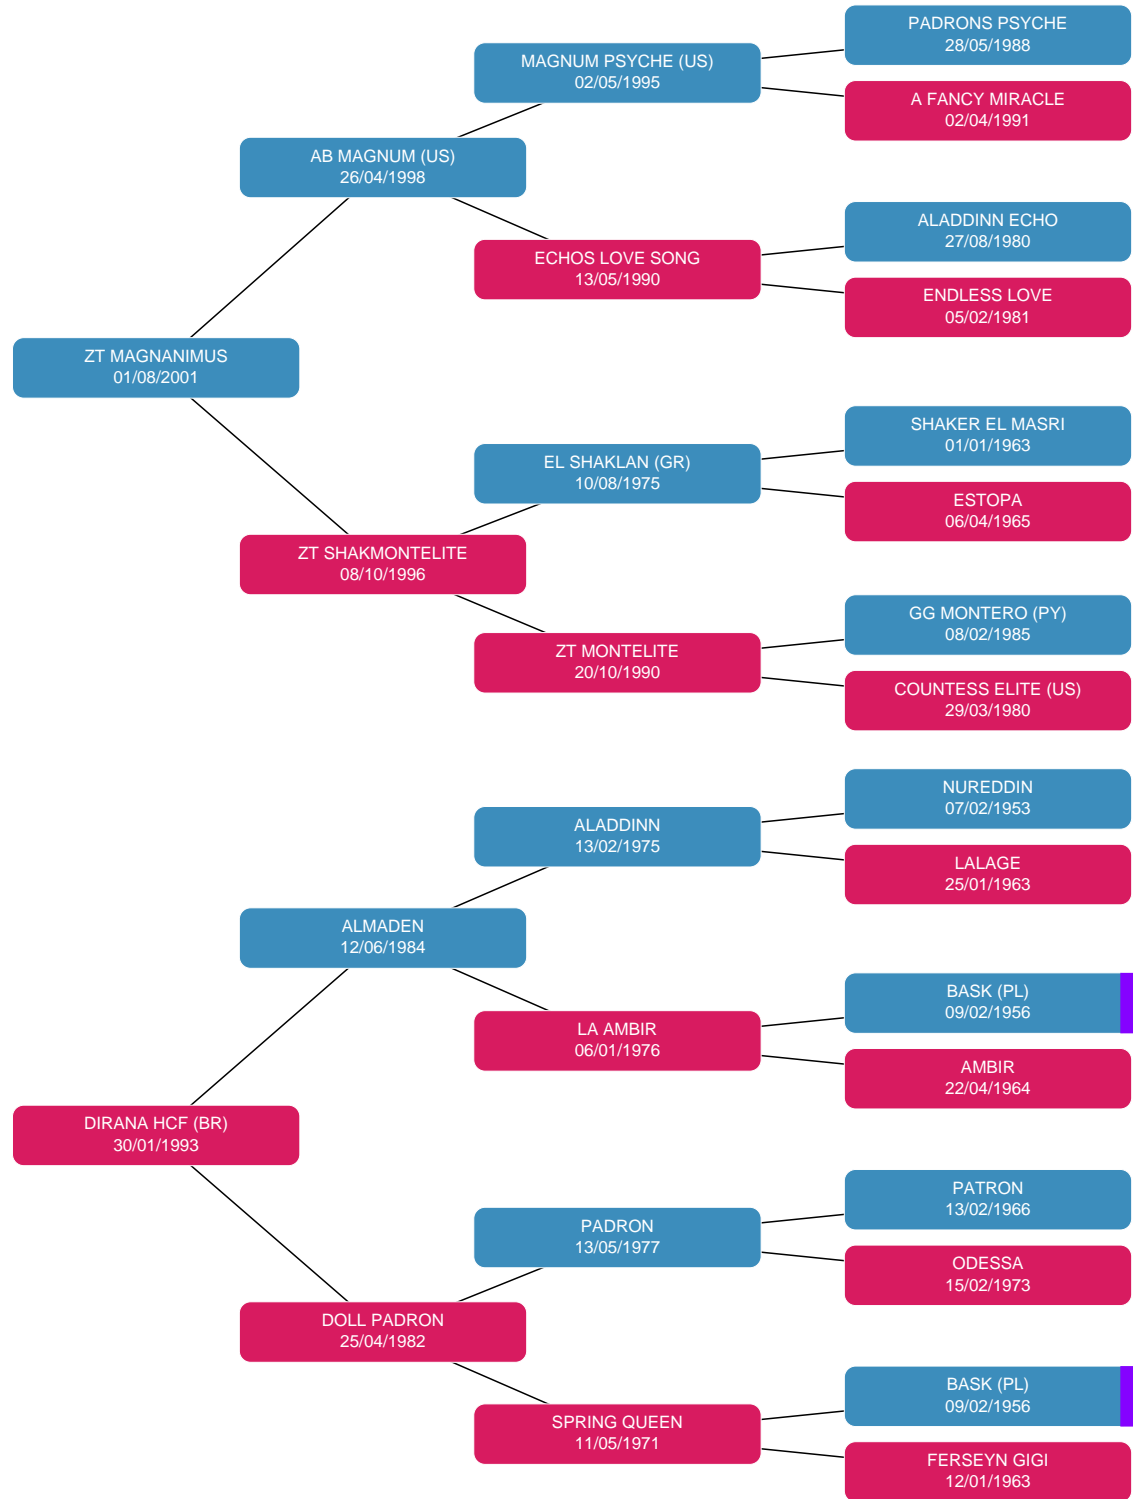 PADRONS PSYCHE
28/05/1988
MAGNUM PSYCHE (US)
02/05/1995
A FANCY MIRACLE
02/04/1991
AB MAGNUM (US)
26/04/1998
ALADDINN ECHO
27/08/1980
ECHOS LOVE SONG
13/05/1990
ENDLESS LOVE
05/02/1981
ZT MAGNANIMUS
01/08/2001
SHAKER EL MASRI
01/01/1963
EL SHAKLAN (GR)
10/08/1975
ESTOPA
06/04/1965
ZT SHAKMONTELITE
08/10/1996
GG MONTERO (PY)
08/02/1985
ZT MONTELITE
20/10/1990
COUNTESS ELITE (US)
29/03/1980
NUREDDIN
07/02/1953
ALADDINN
13/02/1975
LALAGE
25/01/1963
ALMADEN
12/06/1984
BASK (PL)
09/02/1956
LA AMBIR
06/01/1976
AMBIR
22/04/1964
DIRANA HCF (BR)
30/01/1993
PATRON
13/02/1966
PADRON
13/05/1977
ODESSA
15/02/1973
DOLL PADRON
25/04/1982
BASK (PL)
09/02/1956
SPRING QUEEN
11/05/1971
FERSEYN GIGI
12/01/1963